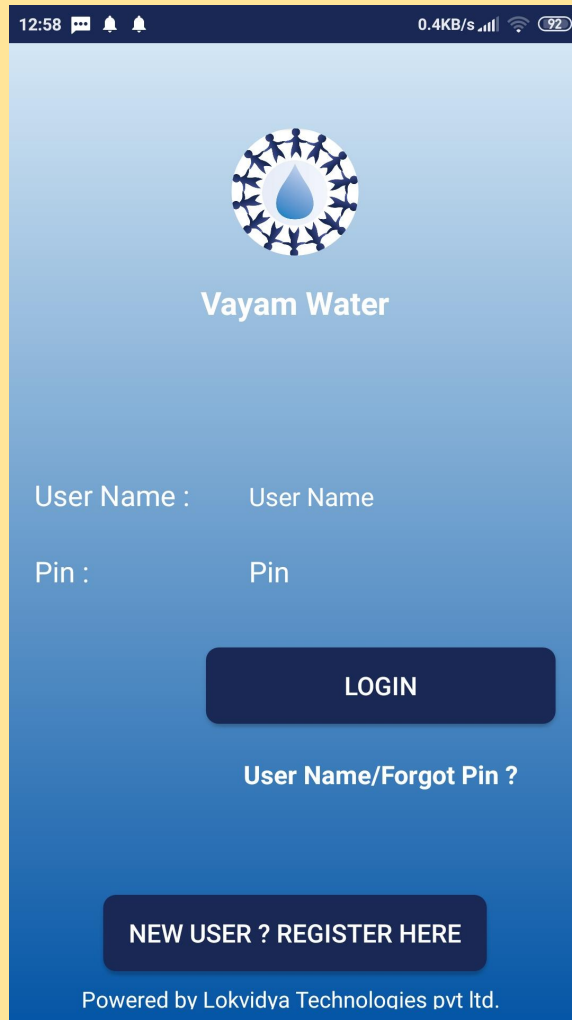 12:58 0.4KB/s 92
Vayam Water
User Name : User Name
Pin : Pin
LOGIN
User Name/Forgot Pin ?
NEW USER ? REGISTER HERE
Powered by Lokvidya Technologies pvt ltd.